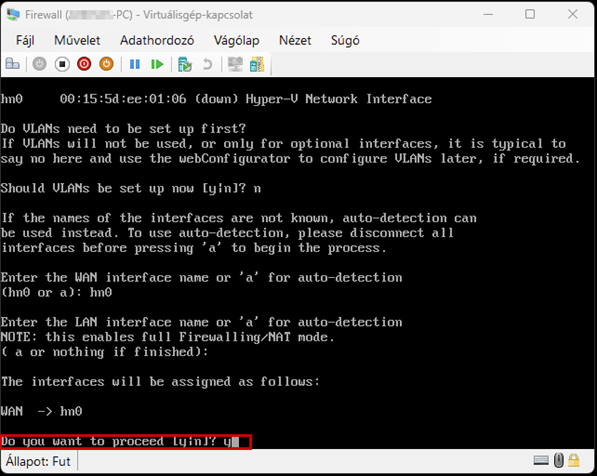 Firewall (-PC) - Virtuálisgép-kapcsolat
Fájl Művelet Adathordozó Vágólap Nézet Súgó
hn0 00:15:5d:ee:01:06 (down) Hyper-V Network Interface
Do VLANs need to be set up first?
If VLANs will not be used, or only for optional interfaces, it is typical to
say no here and use the webConfigurator to configure VLANs later, if required.
Should VLANs be set up now [y|n]? n
If the names of the interfaces are not known, auto-detection can
be used instead. To use auto-detection, please disconnect all
interfaces before pressing 'a' to begin the process.
Enter the WAN interface name or 'a' for auto-detection
(hn0 or a): hn0
Enter the LAN interface name or 'a' for auto-detection
NOTE: this enables full Firewalling/NAT mode.
( a or nothing if finished):
The interfaces will be assigned as follows:
WAN -> hn0
Do you want to proceed [y|n]? y
Állapot: Fut